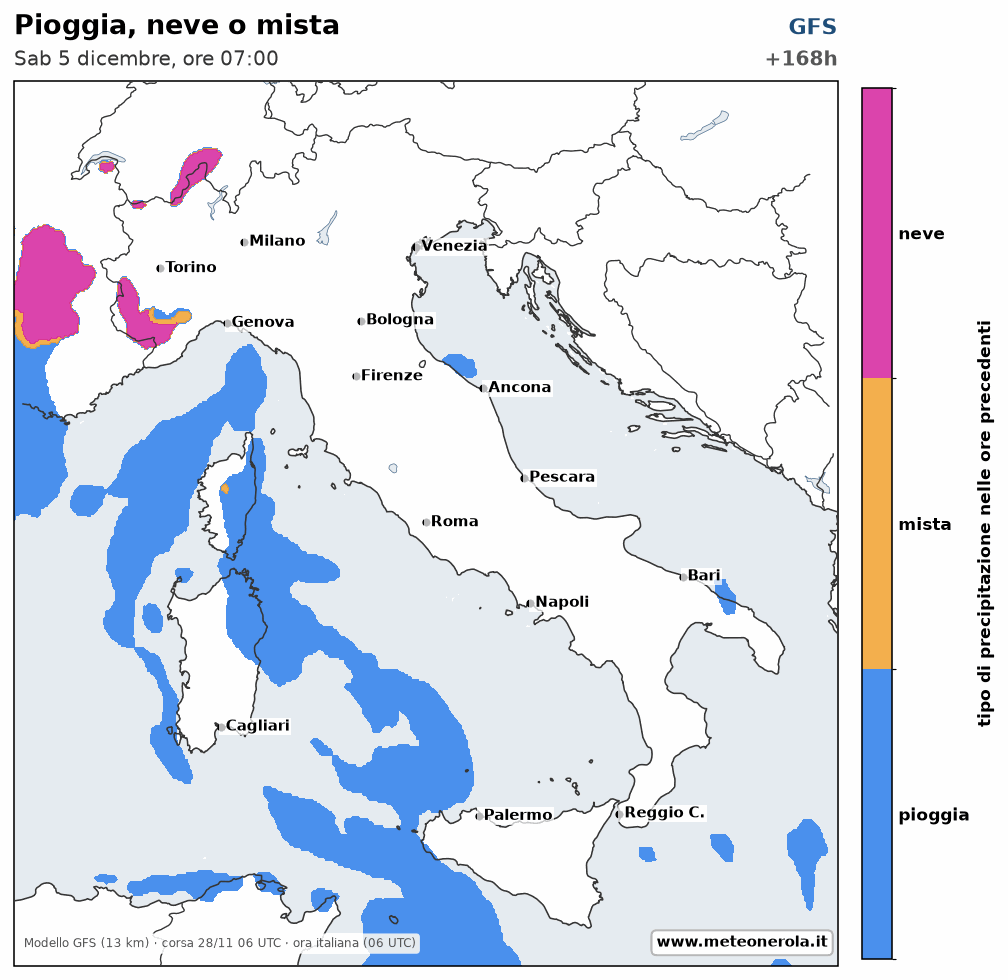 Pioggia, neve o mista
GFS
Sab 5 dicembre, ore 07:00
+168h
neve
Milano
Venezia
Torino
Genova
Bologna
Firenze
Ancona
mista
Pescara
Roma
Bari
Napoli
Cagliari
Palermo
Reggio C.
pioggia
tipo di precipitazione nelle ore precedenti
Modello GFS (13 km) · corsa 28/11 06 UTC · ora italiana (06 UTC)
www.meteonerola.it